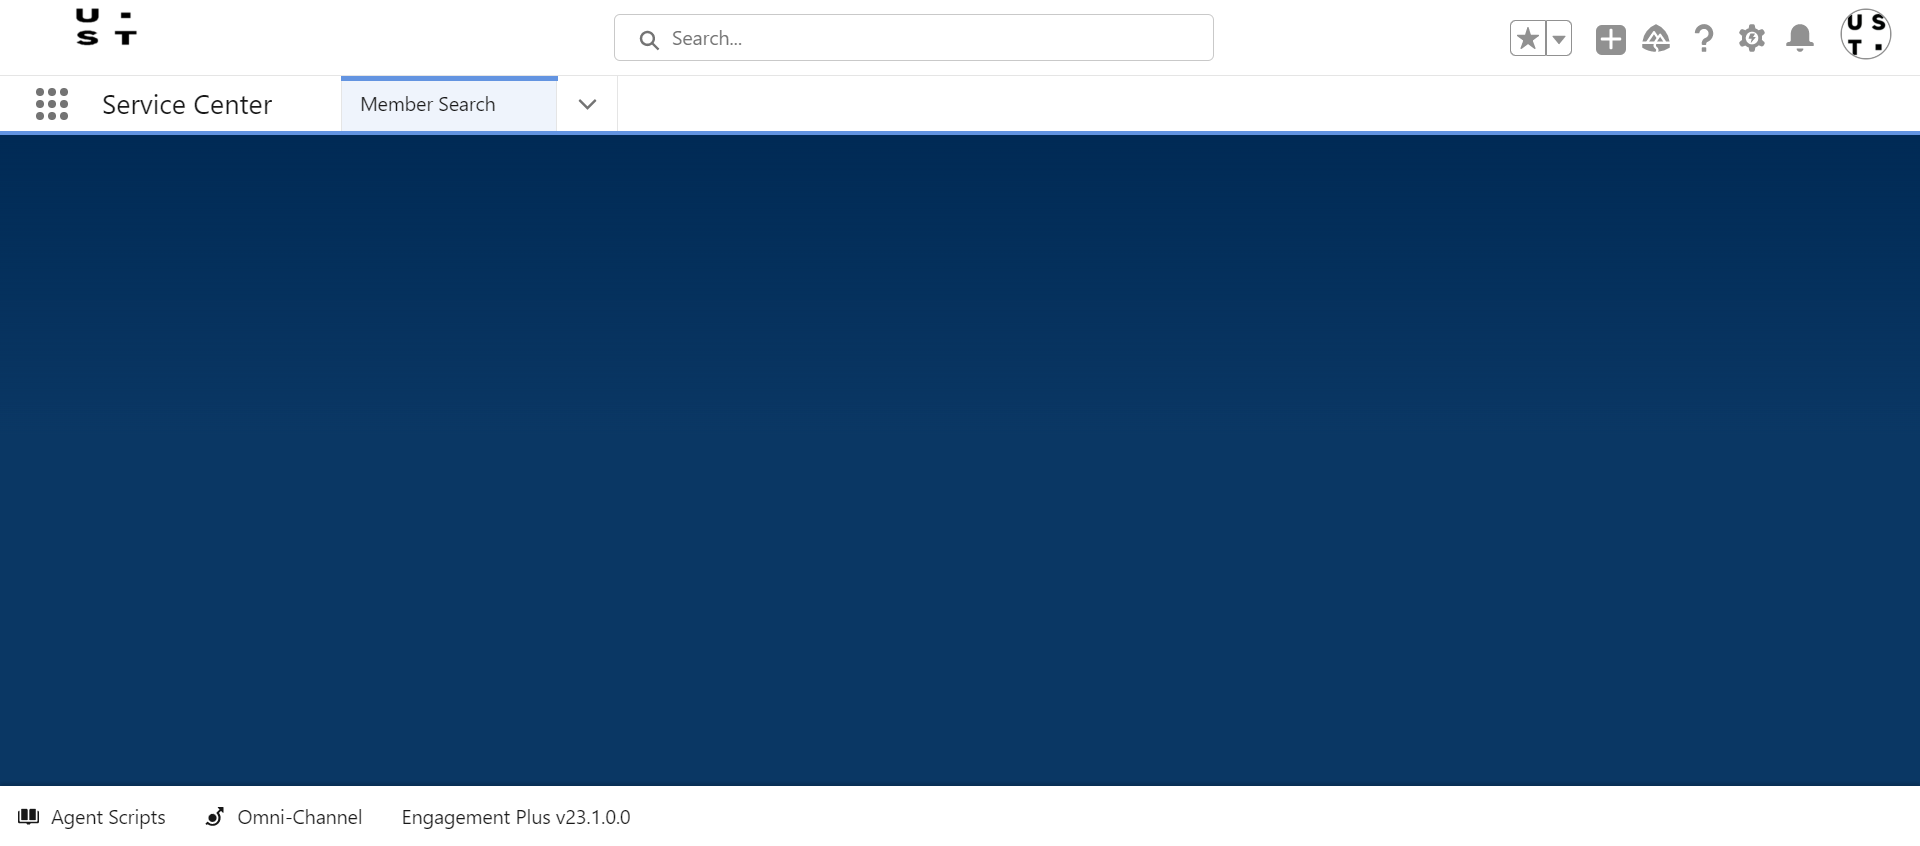 U .
S T
Search...
U S
T .
Service Center
Member Search
Agent Scripts
Omni-Channel
Engagement Plus v23.1.0.0